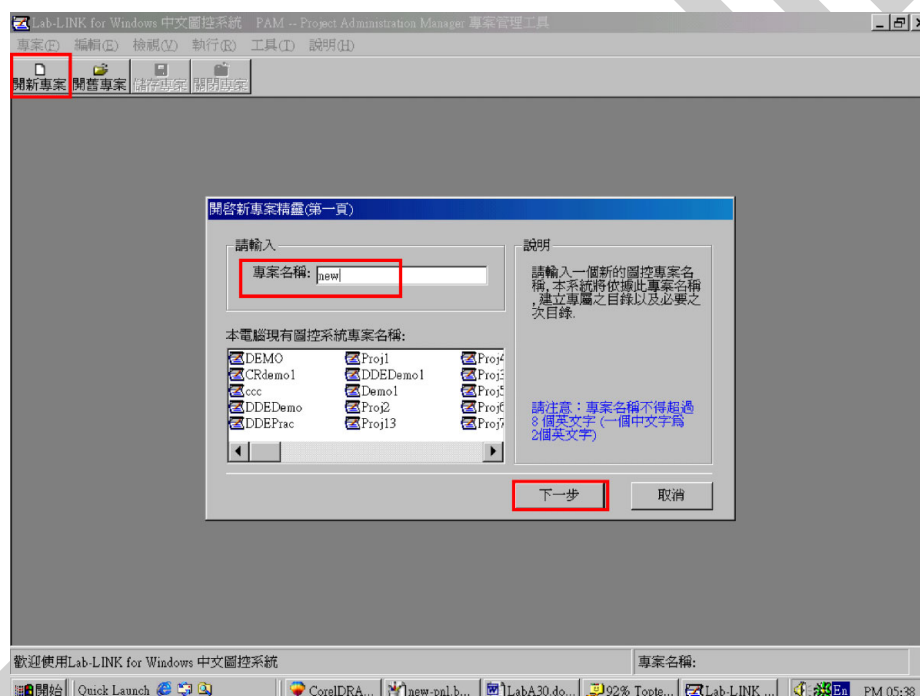 Lab-LINK for Windows 中文圖控系統 PAM -- Project Administration Manager 專案管理工具
專案(F) 編輯(E) 檢視(V) 執行(R) 工具(T) 說明(H)
開新專案 開舊專案 儲存專案 關閉專案
開啓新專案精靈(第一頁)
請輸入
專案名稱: new
本電腦現有圖控系統專案名稱:
DEMO Proj1 Proj4
CRdemo1 DDEDemo1
ccc Demo1 Proj5
DDEDemo Proj2 Proj6
DDEPrac Proj13 Proj7
說明
請輸入一個新的圖控專案名
稱,本系統將依據此專案名稱
,建立專屬之目錄以及必要之
次目錄.
請注意：專案名稱不得超過
8 個英文字 (一個中文字爲
2個英文字)
下一步 取消
歡迎使用Lab-LINK for Windows 中文圖控系統 專案名稱:
開始 Quick Launch CorelDRA... new-pnl.b... LabA30.do... 92% Topte... Lab-LINK ... En PM 05:39